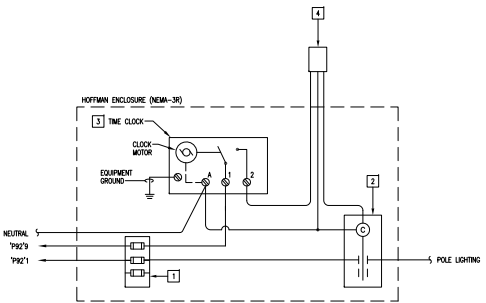 4
HOFFMAN ENCLOSURE (NEMA-3R)
3 TIME CLOCK
CLOCK
MOTOR
EQUIPMENT
GROUND
A 1 2
2
C
NEUTRAL
'P92'9
'P92'1
POLE LIGHTING
1